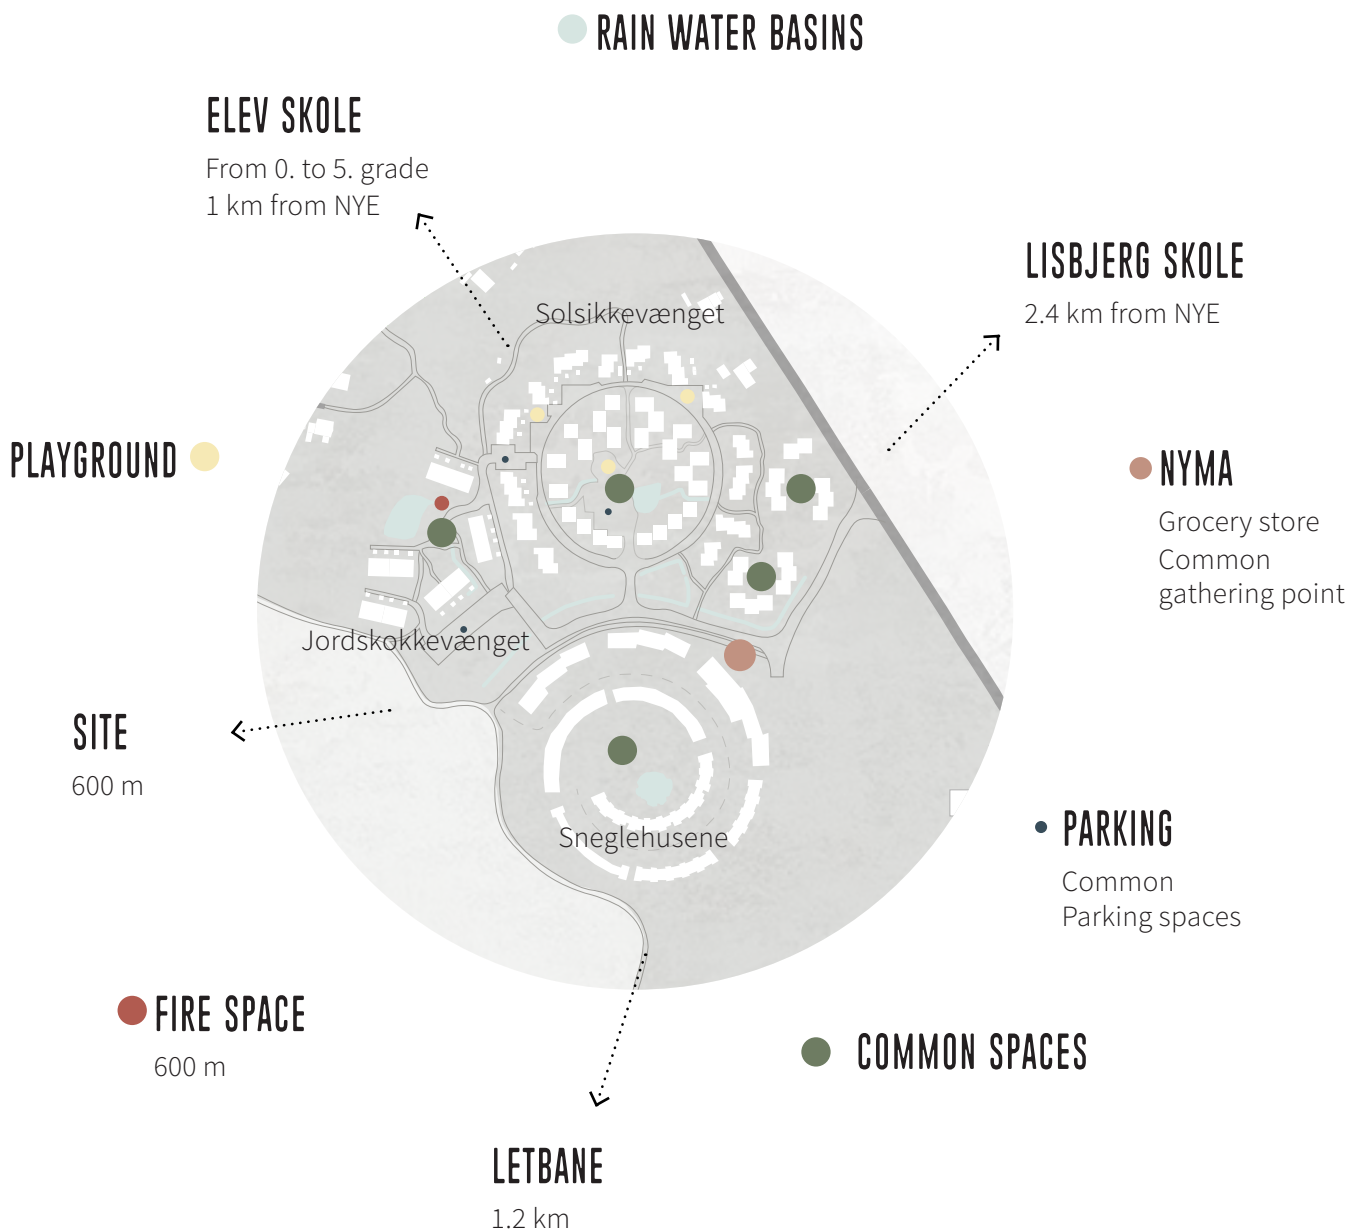 RAIN WATER BASINS
ELEV SKOLE
From 0. to 5. grade
1 km from NYE
LISBJERG SKOLE
2.4 km from NYE
Solsikkevænget
PLAYGROUND
NYMA
Grocery store
Common
gathering point
Jordskokkevænget
SITE
600 m
Sneglehusene
PARKING
Common
Parking spaces
FIRE SPACE
600 m
COMMON SPACES
LETBANE
1.2 km